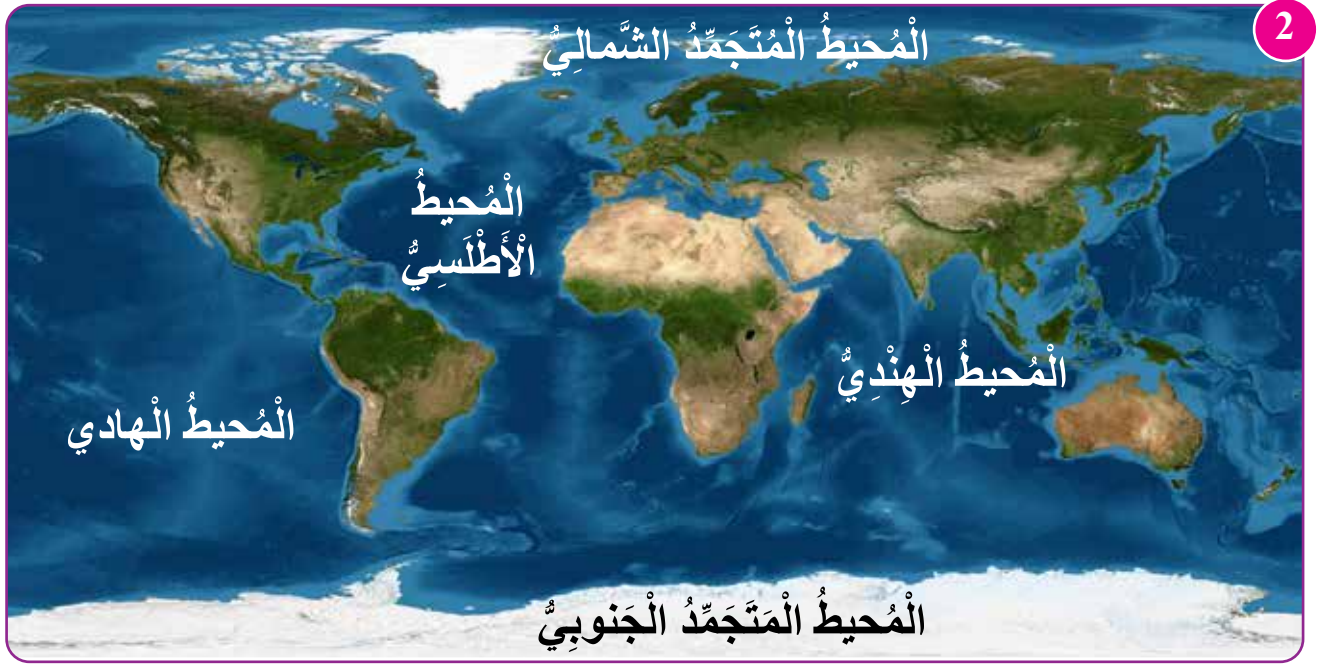 2
الْمُحيطُ الْمُتَجَمِّدُ الشَّمالِيُّ
الْمُحيطُ
الْأَطْلَسِيُّ
الْمُحيطُ الْهِنْدِيُّ
الْمُحيطُ الْهادي
الْمُحيطُ الْمَتَجَمِّدُ الْجَنوبِيُّ